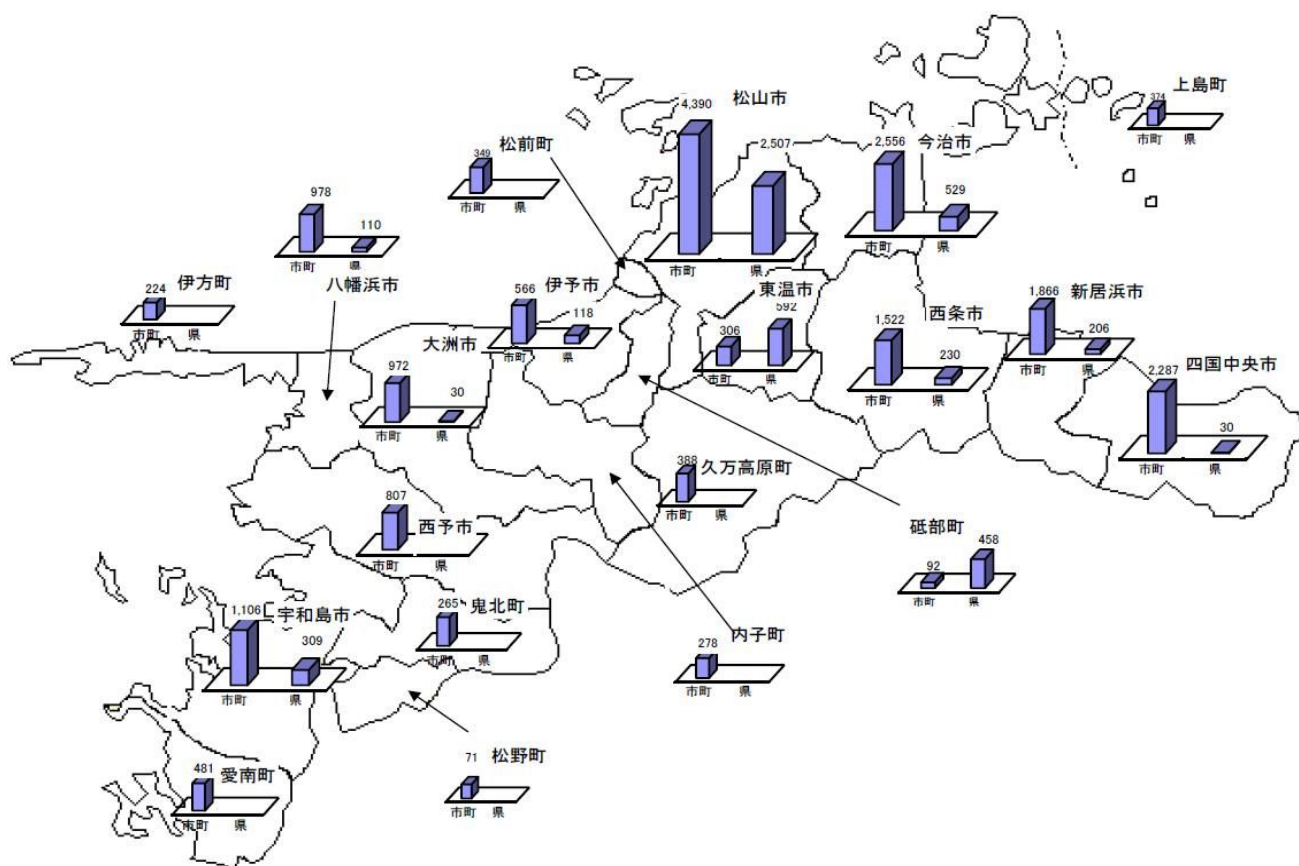 上島町
374
市町 県
松山市
4,390
2,507
市町 県
今治市
2,556
529
市町 県
松前町
349
市町 県
978
110
市町 県
八幡浜市
伊方町
224
市町 県
伊予市
566
118
市町 県
東温市
306
592
市町 県
西条市
1,522
230
市町 県
新居浜市
1,866
206
市町 県
四国中央市
2,287
30
市町 県
大洲市
972
30
市町 県
久万高原町
388
市町 県
西予市
807
市町 県
砥部町
92
458
市町 県
鬼北町
265
市町 県
内子町
278
市町 県
宇和島市
1,106
309
市町 県
松野町
71
市町 県
愛南町
481
市町 県